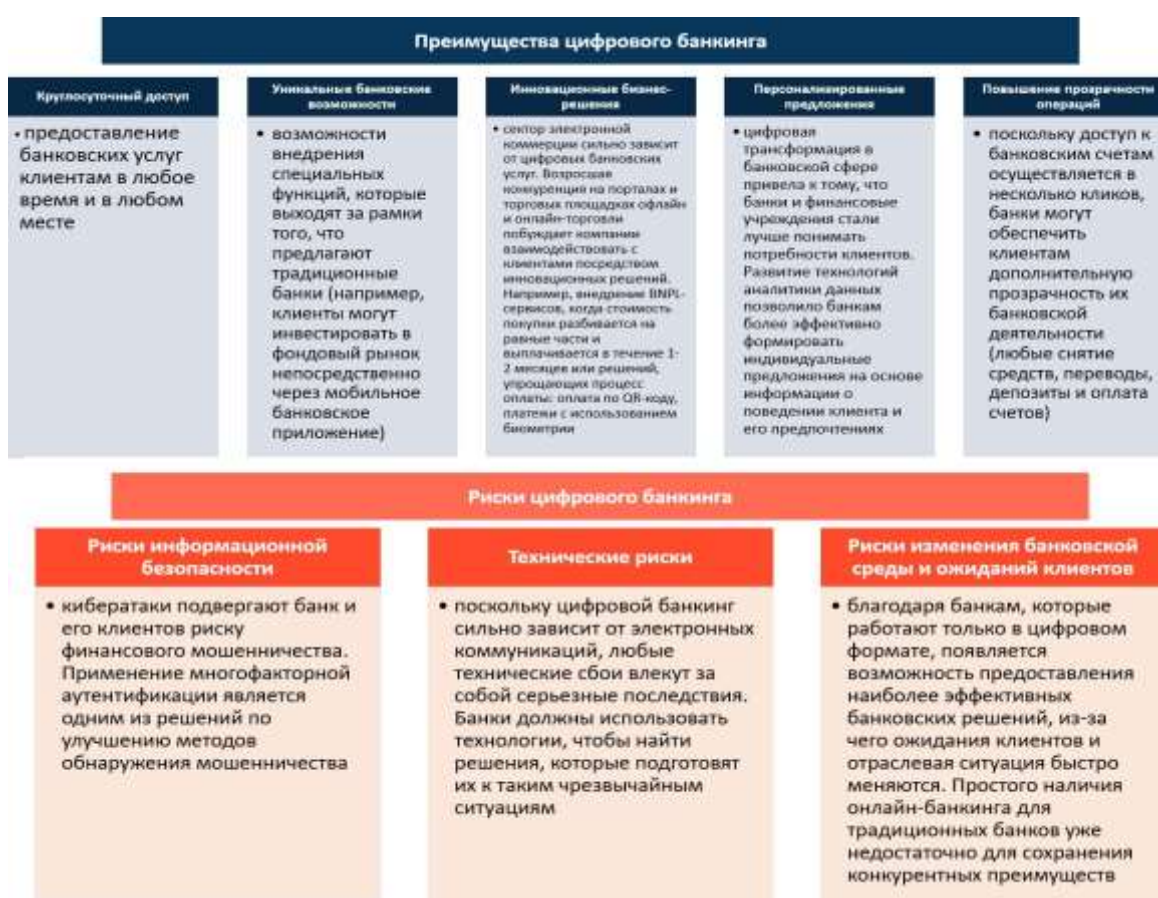 Преимущества цифрового банкинга
Круглосуточный доступ
• предоставление
банковских услуг
клиентам в любое
время и в любом
месте
Уникальные банковские
возможности
• возможности
внедрения
специальных
функций, которые
выходят за рамки
того, что
предлагают
традиционные
банки (например,
клиенты могут
инвестировать в
фондовый рынок
непосредственно
через мобильное
банковское
приложение)
Инновационные бизнес-
решения
• сектор электронной
коммерции сильно зависит
от цифровых банковских
услуг. Возросшая
конкуренция на порталах и
торговых площадках офлайн
и онлайн-торговли
побуждает компании
взаимодействовать с
клиентами посредством
инновационных решений.
Например, внедрение BNPL-
сервисов, когда стоимость
покупки разбивается на
равные части и
выплачивается в течение 1-
2 месяцев или решений,
упрощающих процесс
оплаты: оплата по QR-коду,
платежи с использованием
биометрии
Персонализированные
предложения
• цифровая
трансформация в
банковской сфере
привела к тому, что
банки и финансовые
учреждения стали
лучше понимать
потребности клиентов.
Развитие технологий
аналитики данных
позволило банкам
более эффективно
формировать
индивидуальные
предложения на основе
информации о
поведении клиента и
его предпочтениях
Повышение прозрачности
операций
• поскольку доступ к
банковским счетам
осуществляется в
несколько кликов,
банки могут
обеспечить
клиентам
дополнительную
прозрачность их
банковской
деятельности
(любые снятие
средств, переводы,
депозиты и оплата
счетов)
Риски цифрового банкинга
Риски информационной
безопасности
• кибератаки подвергают банк и
его клиентов риску
финансового мошенничества.
Применение многофакторной
аутентификации является
одним из решений по
улучшению методов
обнаружения мошенничества
Технические риски
• поскольку цифровой банкинг
сильно зависит от электронных
коммуникаций, любые
технические сбои влекут за
собой серьезные последствия.
Банки должны использовать
технологии, чтобы найти
решения, которые подготовят
их к таким чрезвычайным
ситуациям
Риски изменения банковской
среды и ожиданий клиентов
• благодаря банкам, которые
работают только в цифровом
формате, появляется
возможность предоставления
наиболее эффективных
банковских решений, из-за
чего ожидания клиентов и
отраслевая ситуация быстро
меняются. Простого наличия
онлайн-банкинга для
традиционных банков уже
недостаточно для сохранения
конкурентных преимуществ